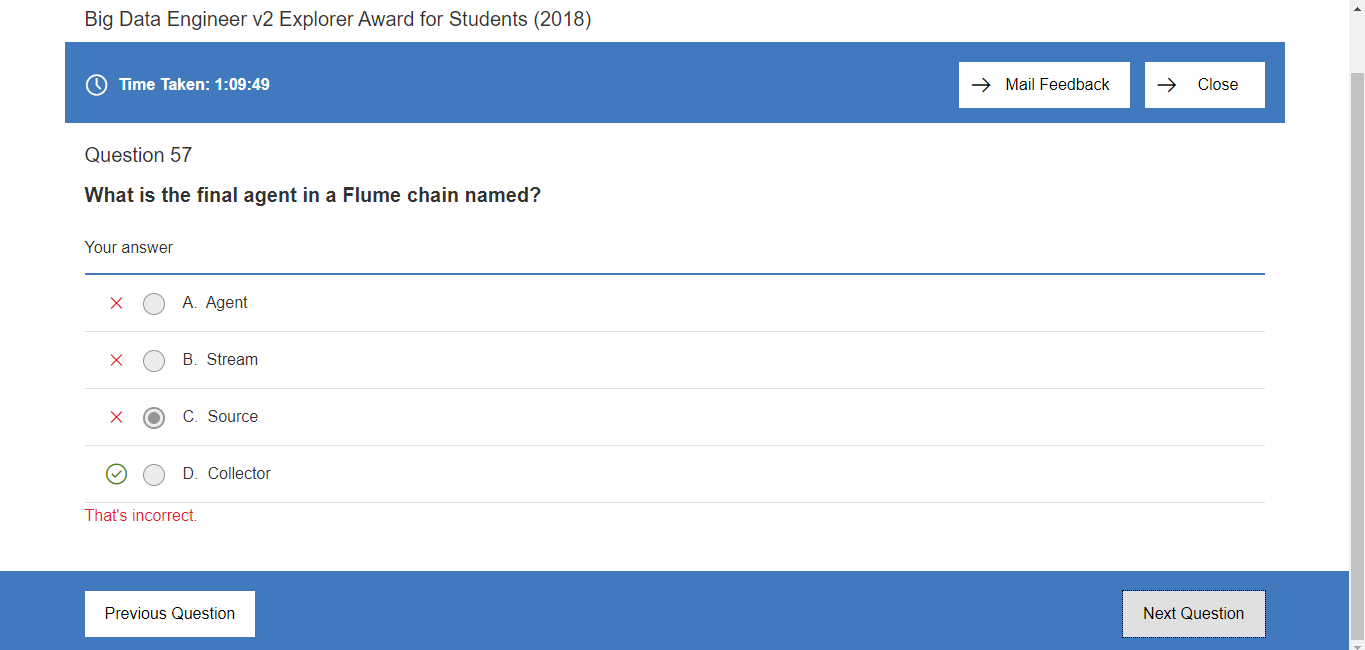 Big Data Engineer v2 Explorer Award for Students (2018)
Time Taken: 1:09:49
Mail Feedback
Close
Question 57
What is the final agent in a Flume chain named?
Your answer
A. Agent
B. Stream
C. Source
D. Collector
That's incorrect.
Previous Question
Next Question